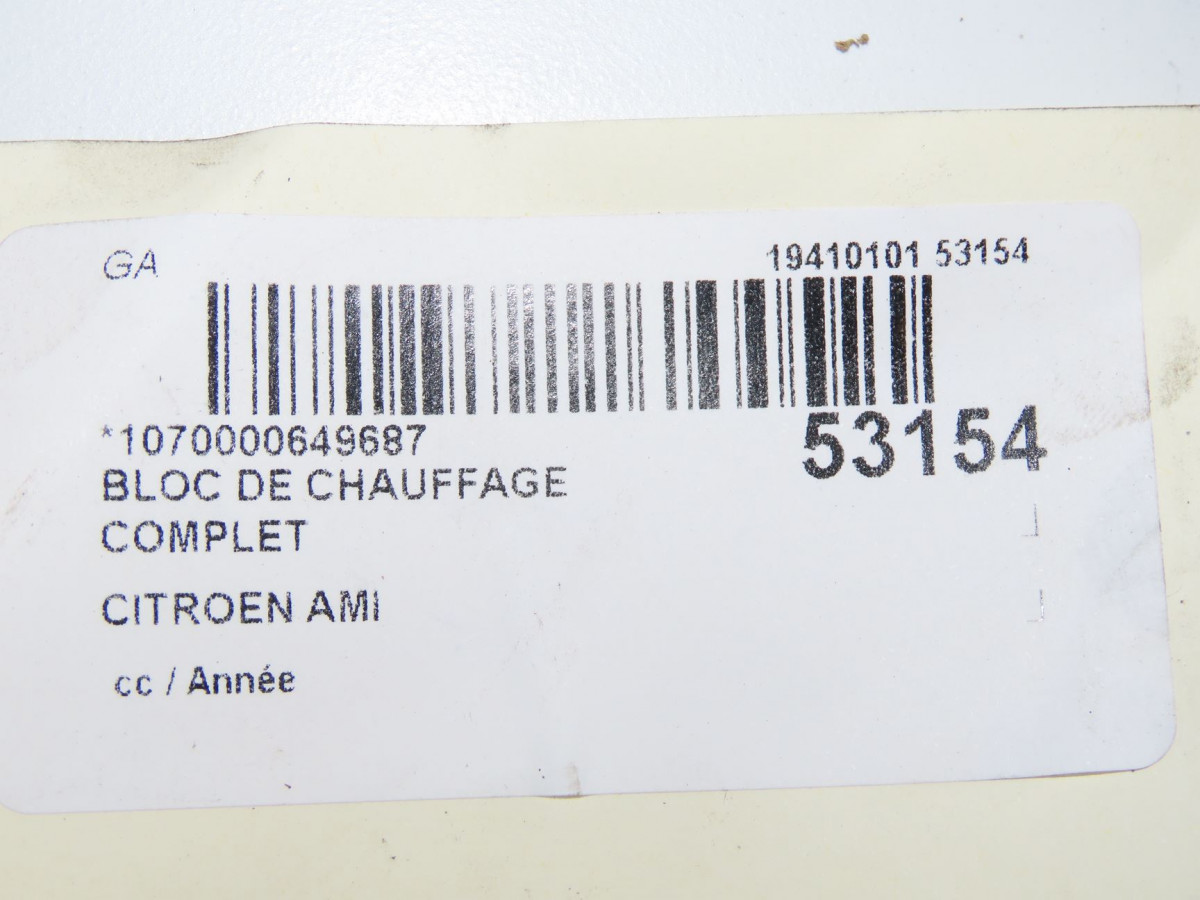 GA
19410101 53154
*1070000649687
53154
BLOC DE CHAUFFAGE
COMPLET
CITROEN AMI
cc / Année